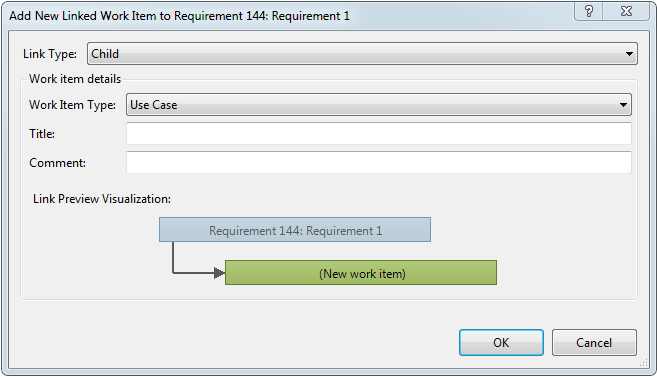 Add New Linked Work Item to Requirement 144: Requirement 1
?
Link Type: Child
Work item details
Work Item Type: Use Case
Title:
Comment:
Link Preview Visualization:
Requirement 144: Requirement 1
(New work item)
OK Cancel